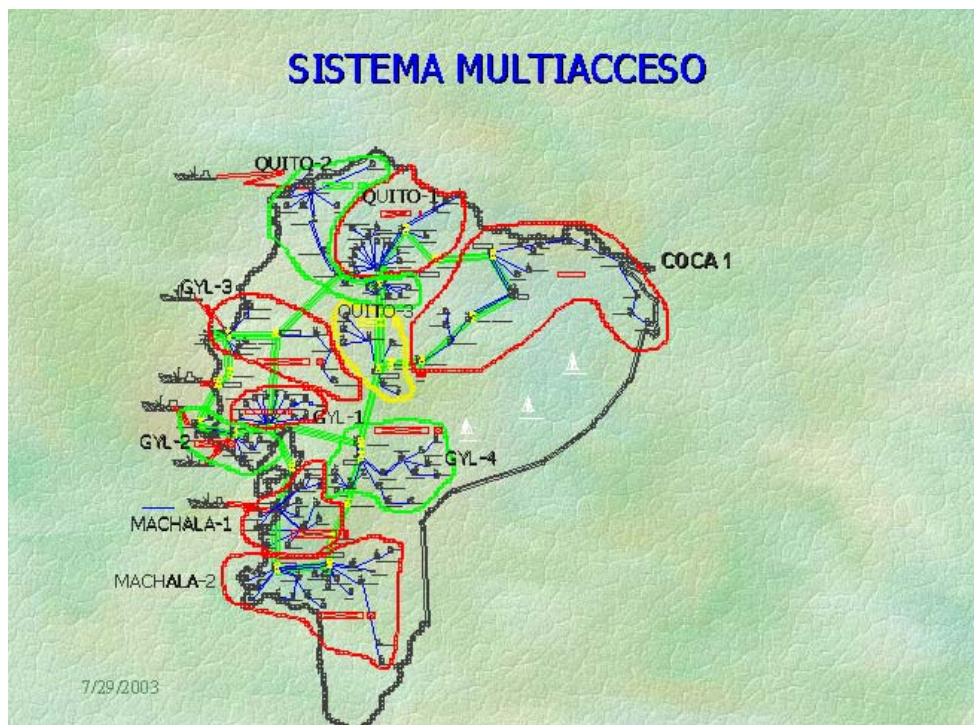 SISTEMA MULTIACCESO
QUITO-2
QUITO-1
COCA 1
GYL-3
QUITO-3
GYL-1
GYL-2
GYL-4
MACHALA-1
MACHALA-2
7/29/2003